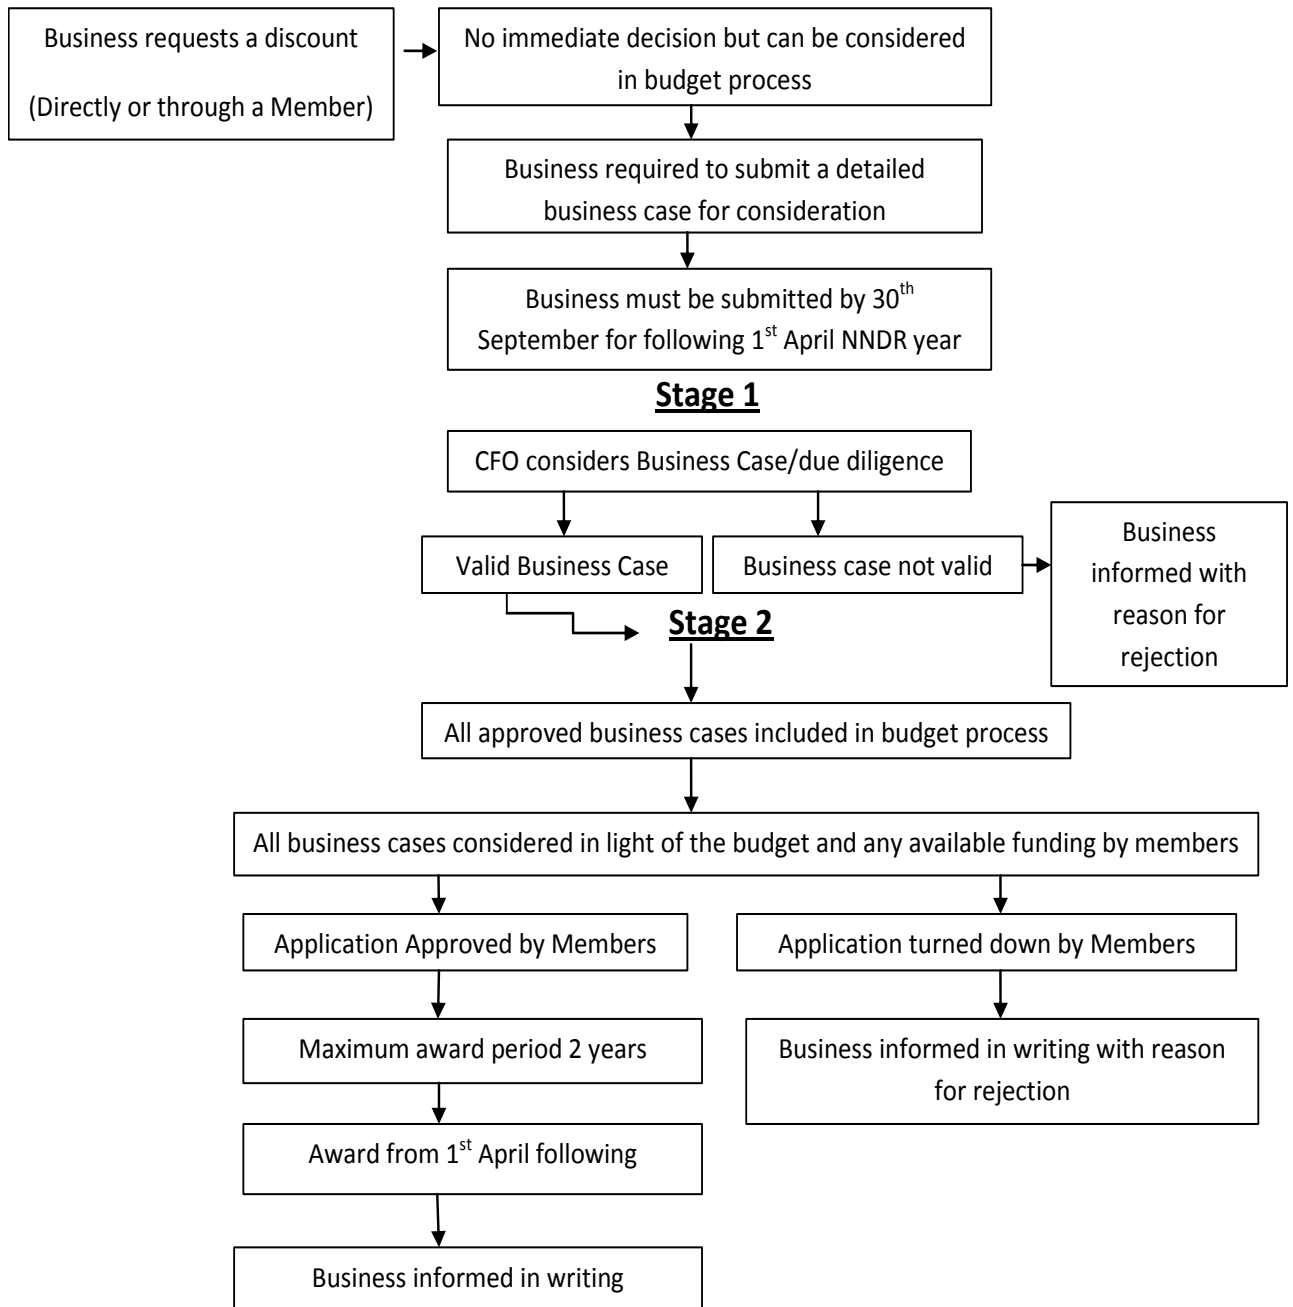 Business requests a discount
(Directly or through a Member)
No immediate decision but can be considered
in budget process
Business required to submit a detailed
business case for consideration
Business must be submitted by 30th
September for following 1st April NNDR year
Stage 1
CFO considers Business Case/due diligence
Valid Business Case
Business case not valid
Business
informed with
reason for
rejection
Stage 2
All approved business cases included in budget process
All business cases considered in light of the budget and any available funding by members
Application Approved by Members
Application turned down by Members
Maximum award period 2 years
Business informed in writing with reason
for rejection
Award from 1st April following
Business informed in writing